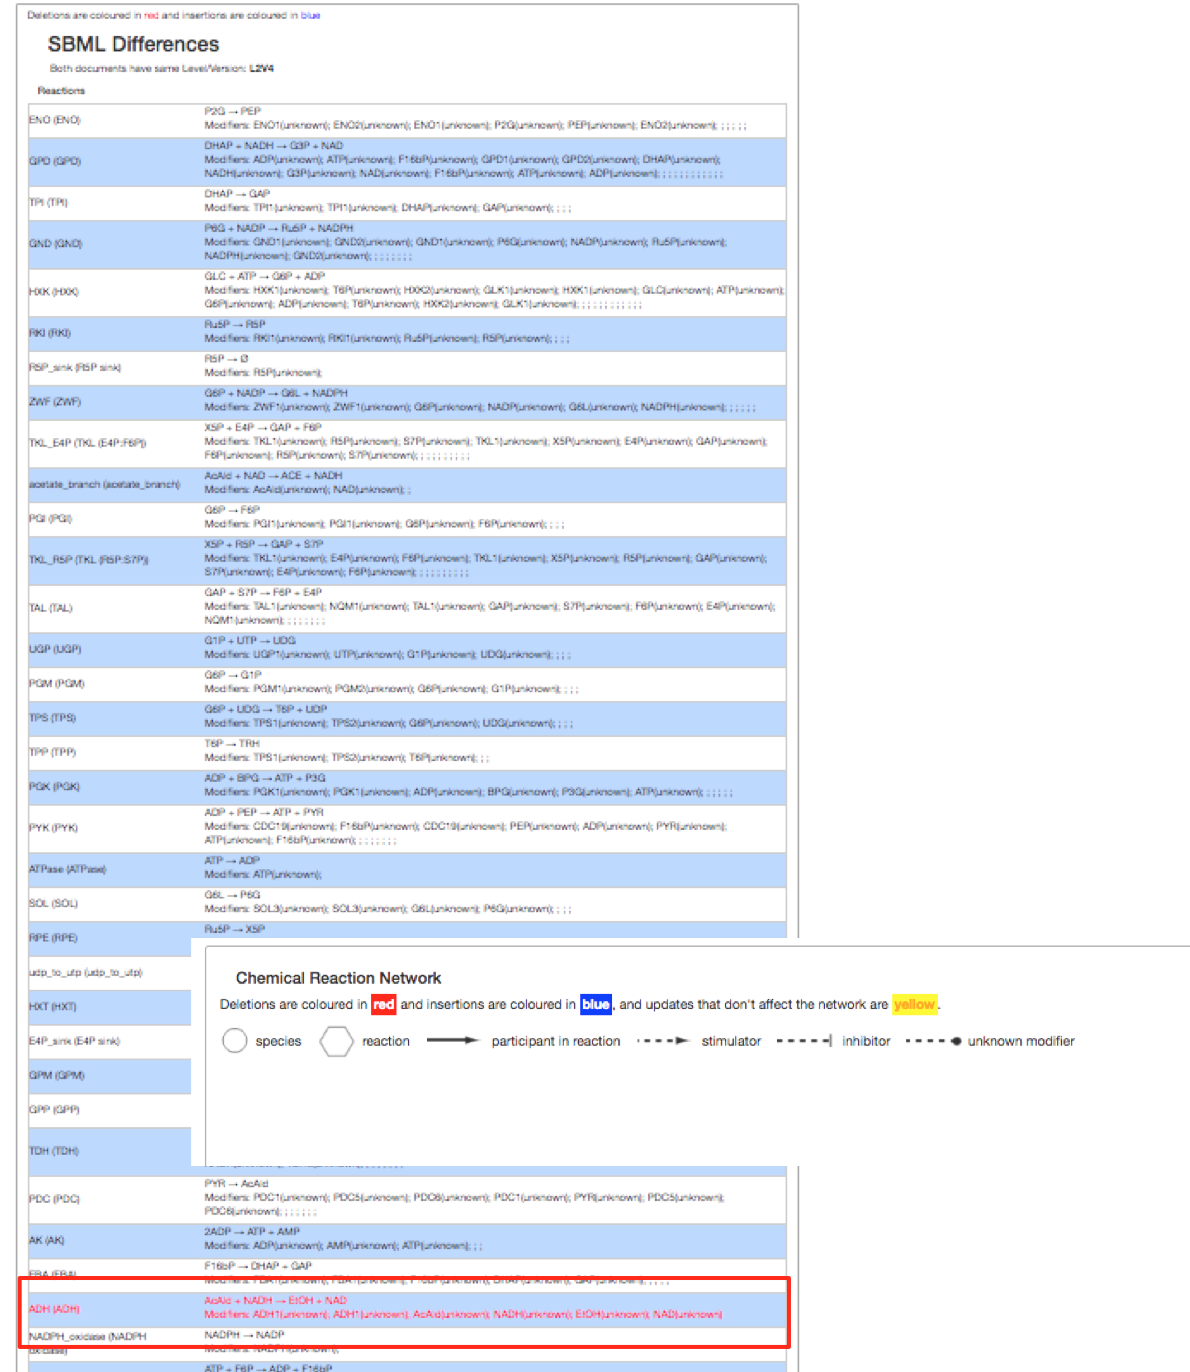 Deletions are coloured in red and insertions are coloured in blue
SBML Differences
Both documents have same Level/Version: L2V4
Reactions
ENO (ENO)
P2G → PEP
Modifiers: ENO1(unknown); ENO2(unknown); ENO1(unknown); P2G(unknown); PEP(unknown); ENO2(unknown); ; ; ; ; ;
GPD (GPD)
DHAP + NADH → G3P + NAD
Modifiers: ADP(unknown); ATP(unknown); F16bP(unknown); GPD1(unknown); GPD2(unknown); DHAP(unknown);
NADH(unknown); G3P(unknown); NAD(unknown); F16bP(unknown); ATP(unknown); ADP(unknown); ; ; ; ; ; ; ; ; ; ; ;
TPI (TPI)
DHAP → GAP
Modifiers: TPI1(unknown); TPI1(unknown); DHAP(unknown); GAP(unknown); ; ; ;
GND (GND)
P6G + NADP → Ru5P + NADPH
Modifiers: GND1(unknown); GND2(unknown); GND1(unknown); P6G(unknown); NADP(unknown); Ru5P(unknown);
NADPH(unknown); GND2(unknown); ; ; ; ; ; ; ;
HXK (HXK)
GLC + ATP → G6P + ADP
Modifiers: HXK1(unknown); T6P(unknown); HXK2(unknown); GLK1(unknown); HXK1(unknown); GLC(unknown); ATP(unknown);
G6P(unknown); ADP(unknown); T6P(unknown); HXK2(unknown); GLK1(unknown); ; ; ; ; ; ; ; ; ; ; ;
RKI (RKI)
Ru5P → R5P
Modifiers: RKI1(unknown); RKI1(unknown); Ru5P(unknown); R5P(unknown); ; ; ;
R5P_sink (R5P sink)
R5P → Ø
Modifiers: R5P(unknown);
ZWF (ZWF)
G6P + NADP → G6L + NADPH
Modifiers: ZWF1(unknown); ZWF1(unknown); G6P(unknown); NADP(unknown); G6L(unknown); NADPH(unknown); ; ; ; ; ;
TKL_E4P (TKL (E4P:F6P))
X5P + E4P → GAP + F6P
Modifiers: TKL1(unknown); R5P(unknown); S7P(unknown); TKL1(unknown); X5P(unknown); E4P(unknown); GAP(unknown);
F6P(unknown); R5P(unknown); S7P(unknown); ; ; ; ; ; ; ; ; ;
acetate_branch (acetate_branch)
AcAld + NAD → ACE + NADH
Modifiers: AcAld(unknown); NAD(unknown); ;
PGI (PGI)
G6P → F6P
Modifiers: PGI1(unknown); PGI1(unknown); G6P(unknown); F6P(unknown); ; ; ;
TKL_R5P (TKL (R5P:S7P))
X5P + R5P → GAP + S7P
Modifiers: TKL1(unknown); E4P(unknown); F6P(unknown); TKL1(unknown); X5P(unknown); R5P(unknown); GAP(unknown);
S7P(unknown); E4P(unknown); F6P(unknown); ; ; ; ; ; ; ; ; ;
TAL (TAL)
GAP + S7P → F6P + E4P
Modifiers: TAL1(unknown); NQM1(unknown); TAL1(unknown); GAP(unknown); S7P(unknown); F6P(unknown); E4P(unknown);
NQM1(unknown); ; ; ; ; ; ; ;
UGP (UGP)
G1P + UTP → UDG
Modifiers: UGP1(unknown); UTP(unknown); G1P(unknown); UDG(unknown); ; ; ;
PGM (PGM)
G6P → G1P
Modifiers: PGM1(unknown); PGM2(unknown); G6P(unknown); G1P(unknown); ; ; ;
TPS (TPS)
G6P + UDG → T6P + UDP
Modifiers: TPS1(unknown); TPS2(unknown); G6P(unknown); UDG(unknown); ; ; ;
TPP (TPP)
T6P → TRH
Modifiers: TPS1(unknown); TPS2(unknown); T6P(unknown); ; ;
PGK (PGK)
ADP + BPG → ATP + P3G
Modifiers: PGK1(unknown); PGK1(unknown); ADP(unknown); BPG(unknown); P3G(unknown); ATP(unknown); ; ; ; ; ;
PYK (PYK)
ADP + PEP → ATP + PYR
Modifiers: CDC19(unknown); F16bP(unknown); CDC19(unknown); PEP(unknown); ADP(unknown); PYR(unknown);
ATP(unknown); F16bP(unknown); ; ; ; ; ; ; ;
ATPase (ATPase)
ATP → ADP
Modifiers: ATP(unknown);
SOL (SOL)
G6L → P6G
Modifiers: SOL3(unknown); SOL3(unknown); G6L(unknown); P6G(unknown); ; ; ;
RPE (RPE)
Ru5P → X5P
udp_to_utp (udp_to_utp)
HXT (HXT)
E4P_sink (E4P sink)
GPM (GPM)
GPP (GPP)
TDH (TDH)
Chemical Reaction Network
Deletions are coloured in red and insertions are coloured in blue, and updates that don't affect the network are yellow.
species reaction participant in reaction stimulator inhibitor unknown modifier
PDC (PDC)
PYR → AcAld
Modifiers: PDC1(unknown); PDC5(unknown); PDC6(unknown); PDC1(unknown); PYR(unknown); PDC5(unknown);
PDC6(unknown); ; ; ; ; ; ;
AK (AK)
2ADP → ATP + AMP
Modifiers: ADP(unknown); AMP(unknown); ATP(unknown); ; ;
FBA (FBA)
F16bP → DHAP + GAP
Modifiers: FBA1(unknown); FBA1(unknown); F16bP(unknown); DHAP(unknown); GAP(unknown); ; ; ; ;
ADH (ADH)
AcAld + NADH → EtOH + NAD
Modifiers: ADH1(unknown); ADH1(unknown); AcAld(unknown); NADH(unknown); EtOH(unknown); NAD(unknown)
NADPH_oxidase (NADPH
oxidase)
NADPH → NADP
Modifiers: NADPH(unknown);
ATP + F6P → ADP + F16bP